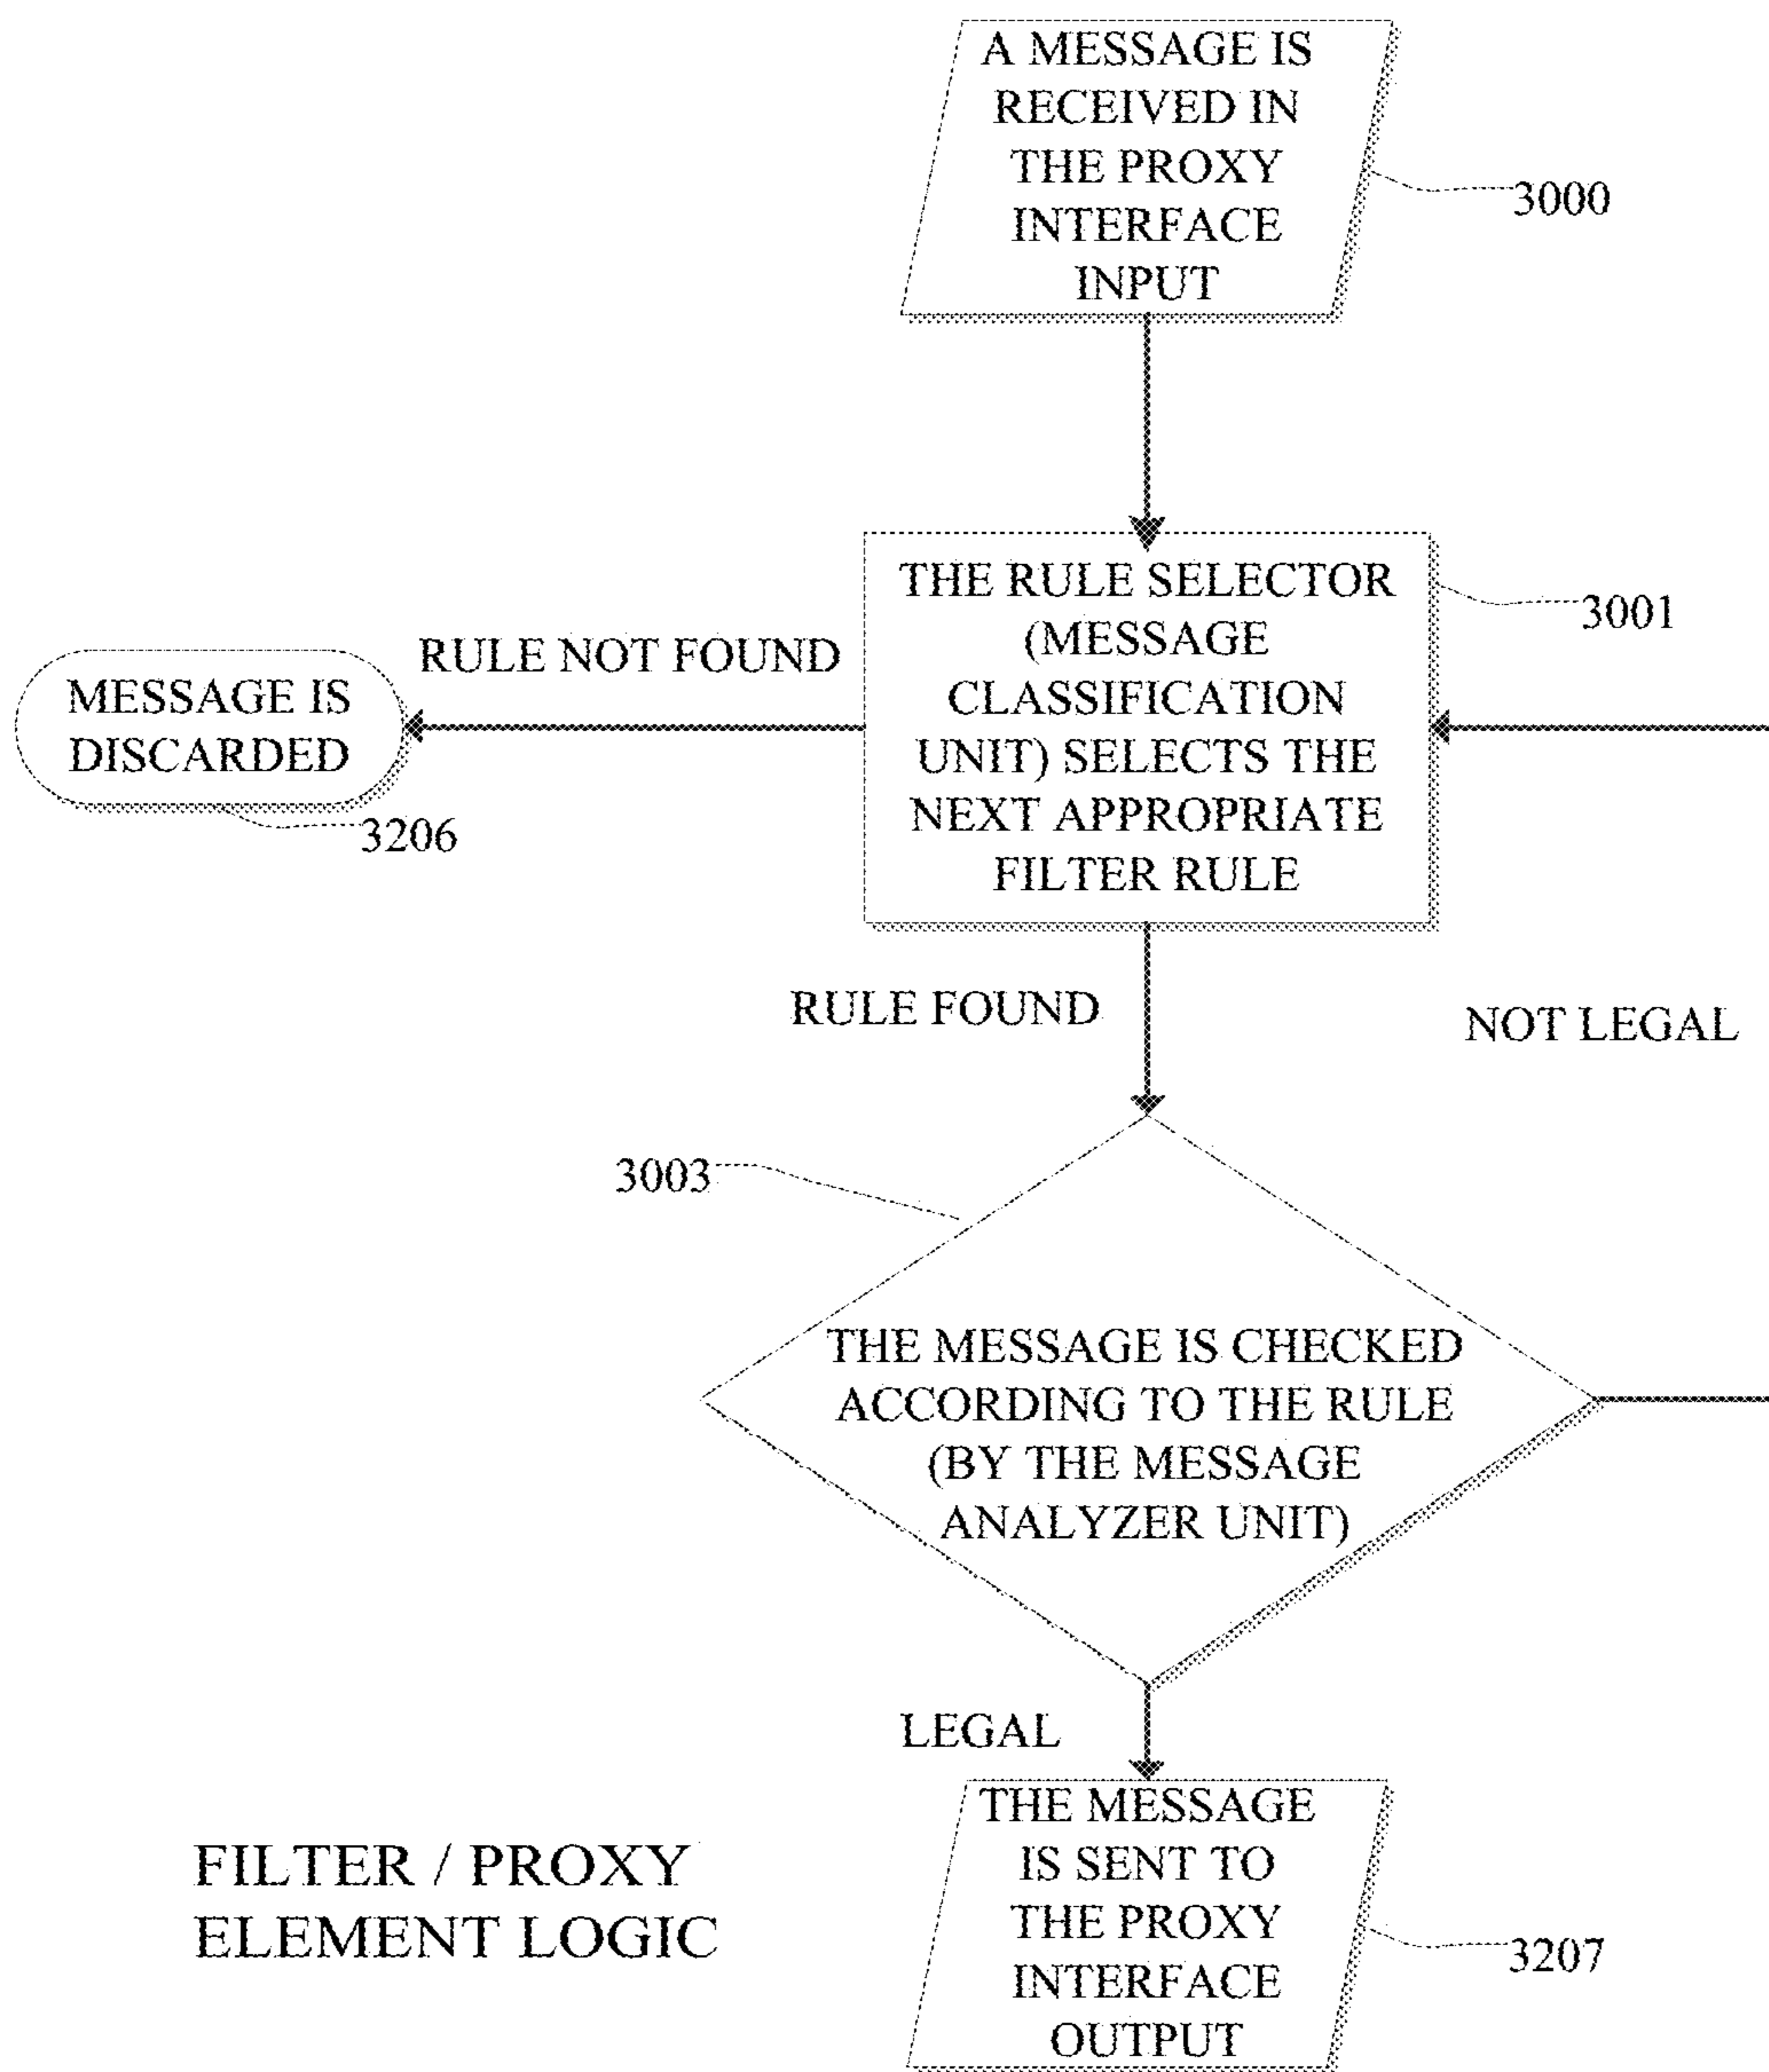 A MESSAGE IS
RECEIVED IN
THE PROXY
INTERFACE
INPUT
3000
THE RULE SELECTOR
(MESSAGE
CLASSIFICATION
UNIT) SELECTS THE
NEXT APPROPRIATE
FILTER RULE
3001
RULE NOT FOUND
MESSAGE IS
DISCARDED
3206
RULE FOUND
NOT LEGAL
3003
THE MESSAGE IS CHECKED
ACCORDING TO THE RULE
(BY THE MESSAGE
ANALYZER UNIT)
LEGAL
THE MESSAGE
IS SENT TO
THE PROXY
INTERFACE
OUTPUT
3207
FILTER / PROXY
ELEMENT LOGIC